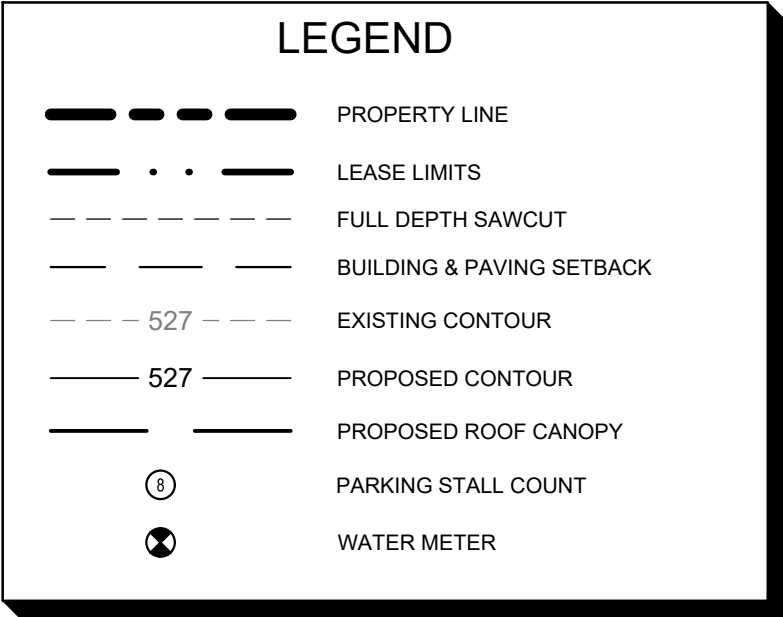 LEGEND
PROPERTY LINE
LEASE LIMITS
FULL DEPTH SAWCUT
BUILDING & PAVING SETBACK
527 EXISTING CONTOUR
527 PROPOSED CONTOUR
PROPOSED ROOF CANOPY
8 PARKING STALL COUNT
WATER METER